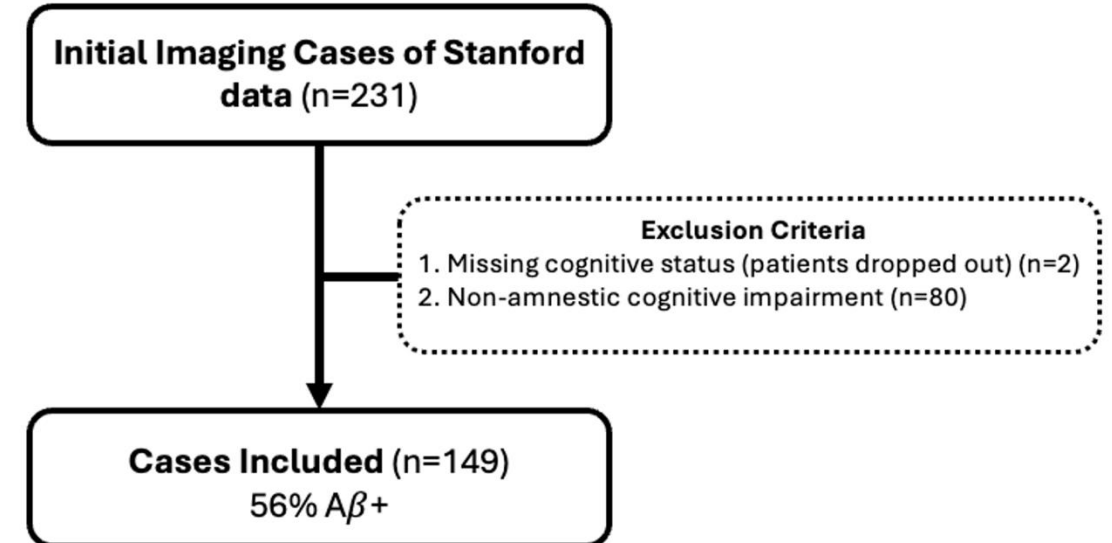 Initial Imaging Cases of Stanford
data (n=231)
Exclusion Criteria
1. Missing cognitive status (patients dropped out) (n=2)
2. Non-amnestic cognitive impairment (n=80)
Cases Included (n=149)
56% Aβ+